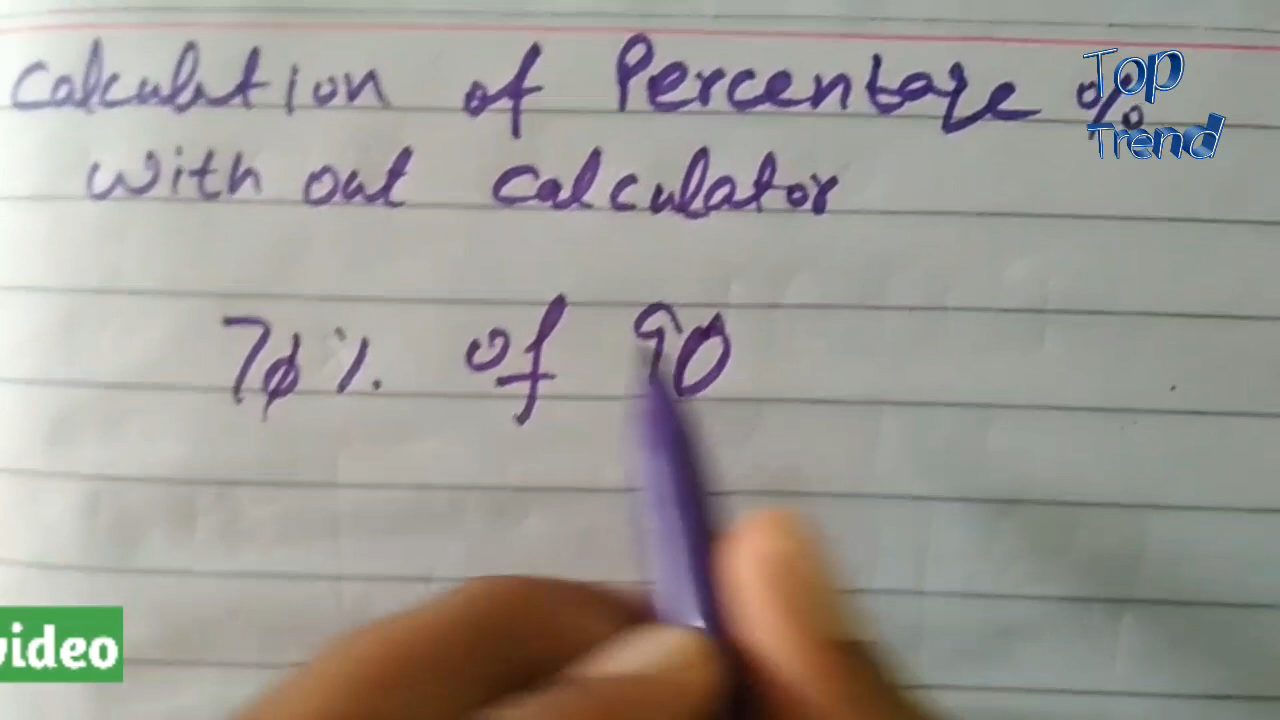 Calculation of Percentage %
with out calculator
70% of 90
Top
Trend
video